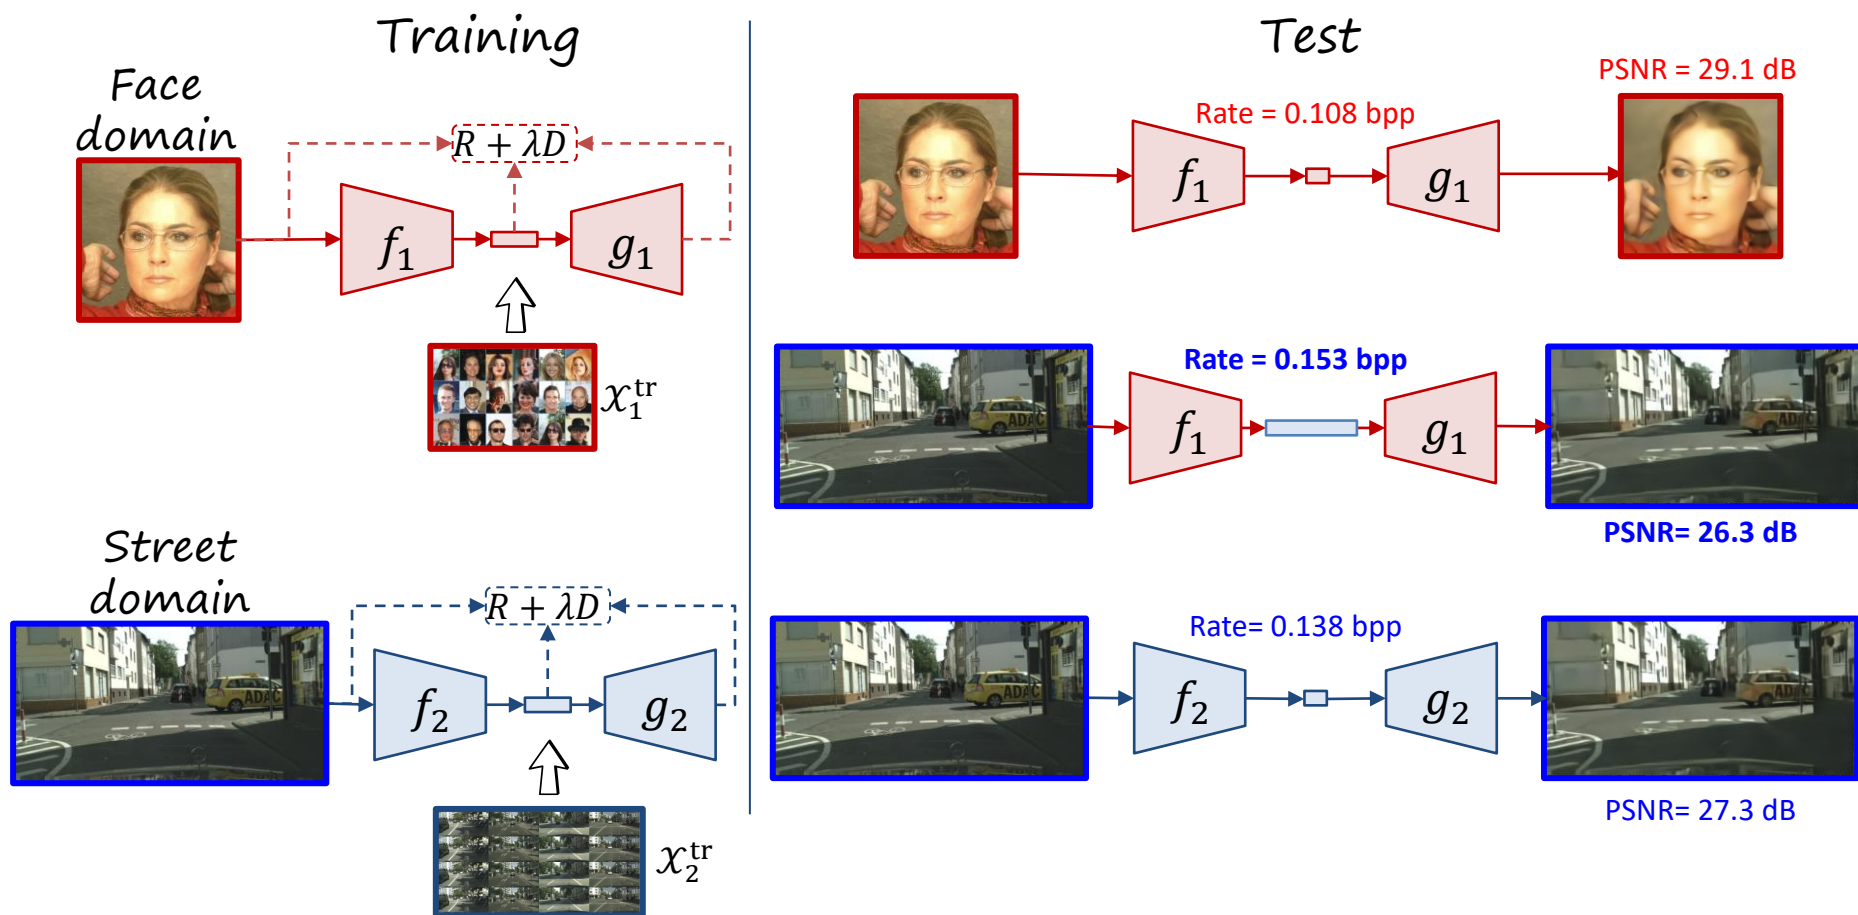 Training
Face
domain
R + λD
f₁
g₁
𝒳₁ᵗʳ
Street
domain
R + λD
f₂
g₂
ADAC
𝒳₂ᵗʳ
Test
PSNR = 29.1 dB
Rate = 0.108 bpp
f₁
g₁
Rate = 0.153 bpp
ADAC
f₁
g₁
ADAC
PSNR= 26.3 dB
Rate= 0.138 bpp
ADAC
f₂
g₂
ADAC
PSNR= 27.3 dB